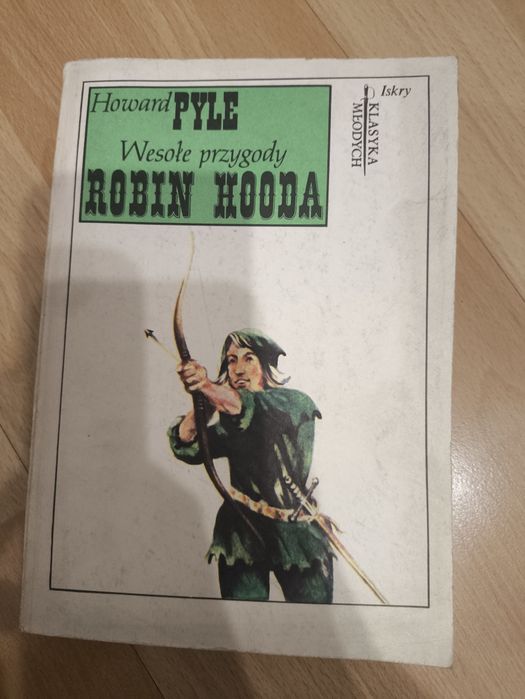 Howard PYLE
Wesołe przygody
ROBIN HOODA
Iskry
KLASYKA
MŁODYCH